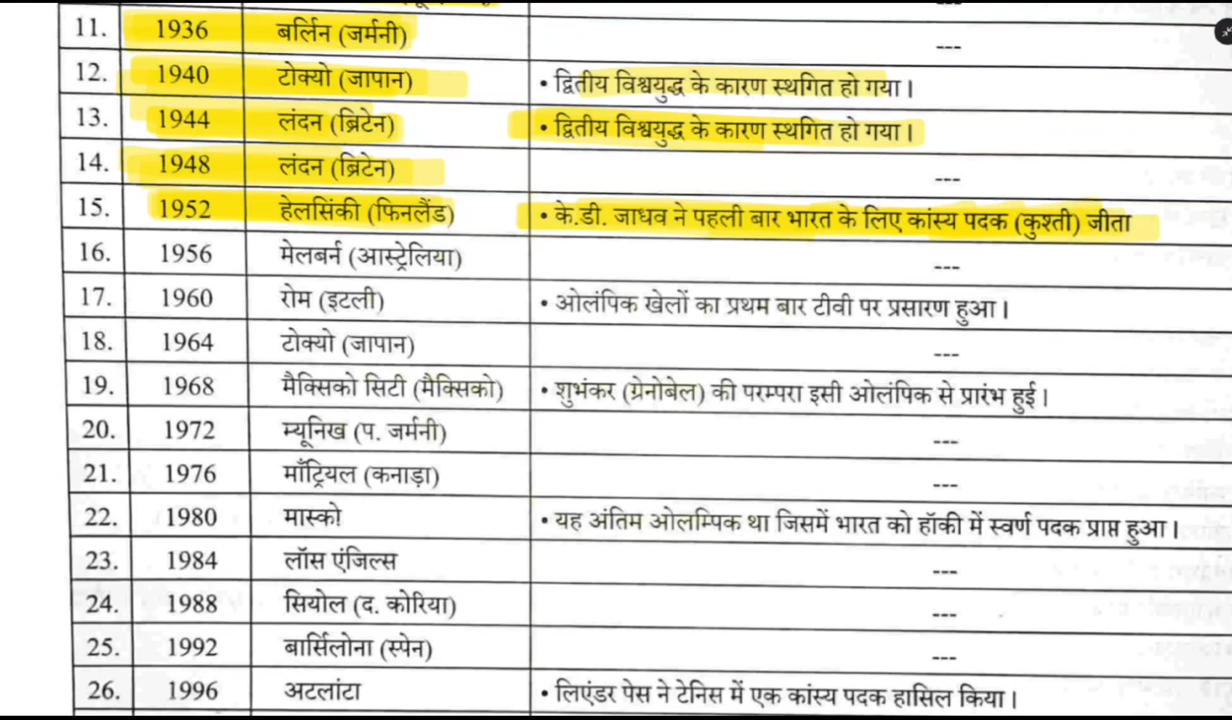 11. 1936 बर्लिन (जर्मनी) ---
12. 1940 टोक्यो (जापान) • द्वितीय विश्वयुद्ध के कारण स्थगित हो गया।
13. 1944 लंदन (ब्रिटेन) • द्वितीय विश्वयुद्ध के कारण स्थगित हो गया।
14. 1948 लंदन (ब्रिटेन) ---
15. 1952 हेलसिंकी (फिनलैंड) • के.डी. जाधव ने पहली बार भारत के लिए कांस्य पदक (कुश्ती) जीता
16. 1956 मेलबर्न (आस्ट्रेलिया) ---
17. 1960 रोम (इटली) • ओलंपिक खेलों का प्रथम बार टीवी पर प्रसारण हुआ।
18. 1964 टोक्यो (जापान) ---
19. 1968 मैक्सिको सिटी (मैक्सिको) • शुभंकर (ग्रेनोबेल) की परम्परा इसी ओलंपिक से प्रारंभ हुई।
20. 1972 म्यूनिख (प. जर्मनी) ---
21. 1976 मॉंट्रियल (कनाड़ा) ---
22. 1980 मास्को • यह अंतिम ओलम्पिक था जिसमें भारत को हॉकी में स्वर्ण पदक प्राप्त हुआ।
23. 1984 लॉस एंजिल्स ---
24. 1988 सियोल (द. कोरिया) ---
25. 1992 बार्सिलोना (स्पेन) ---
26. 1996 अटलांटा • लिएंडर पेस ने टेनिस में एक कांस्य पदक हासिल किया।